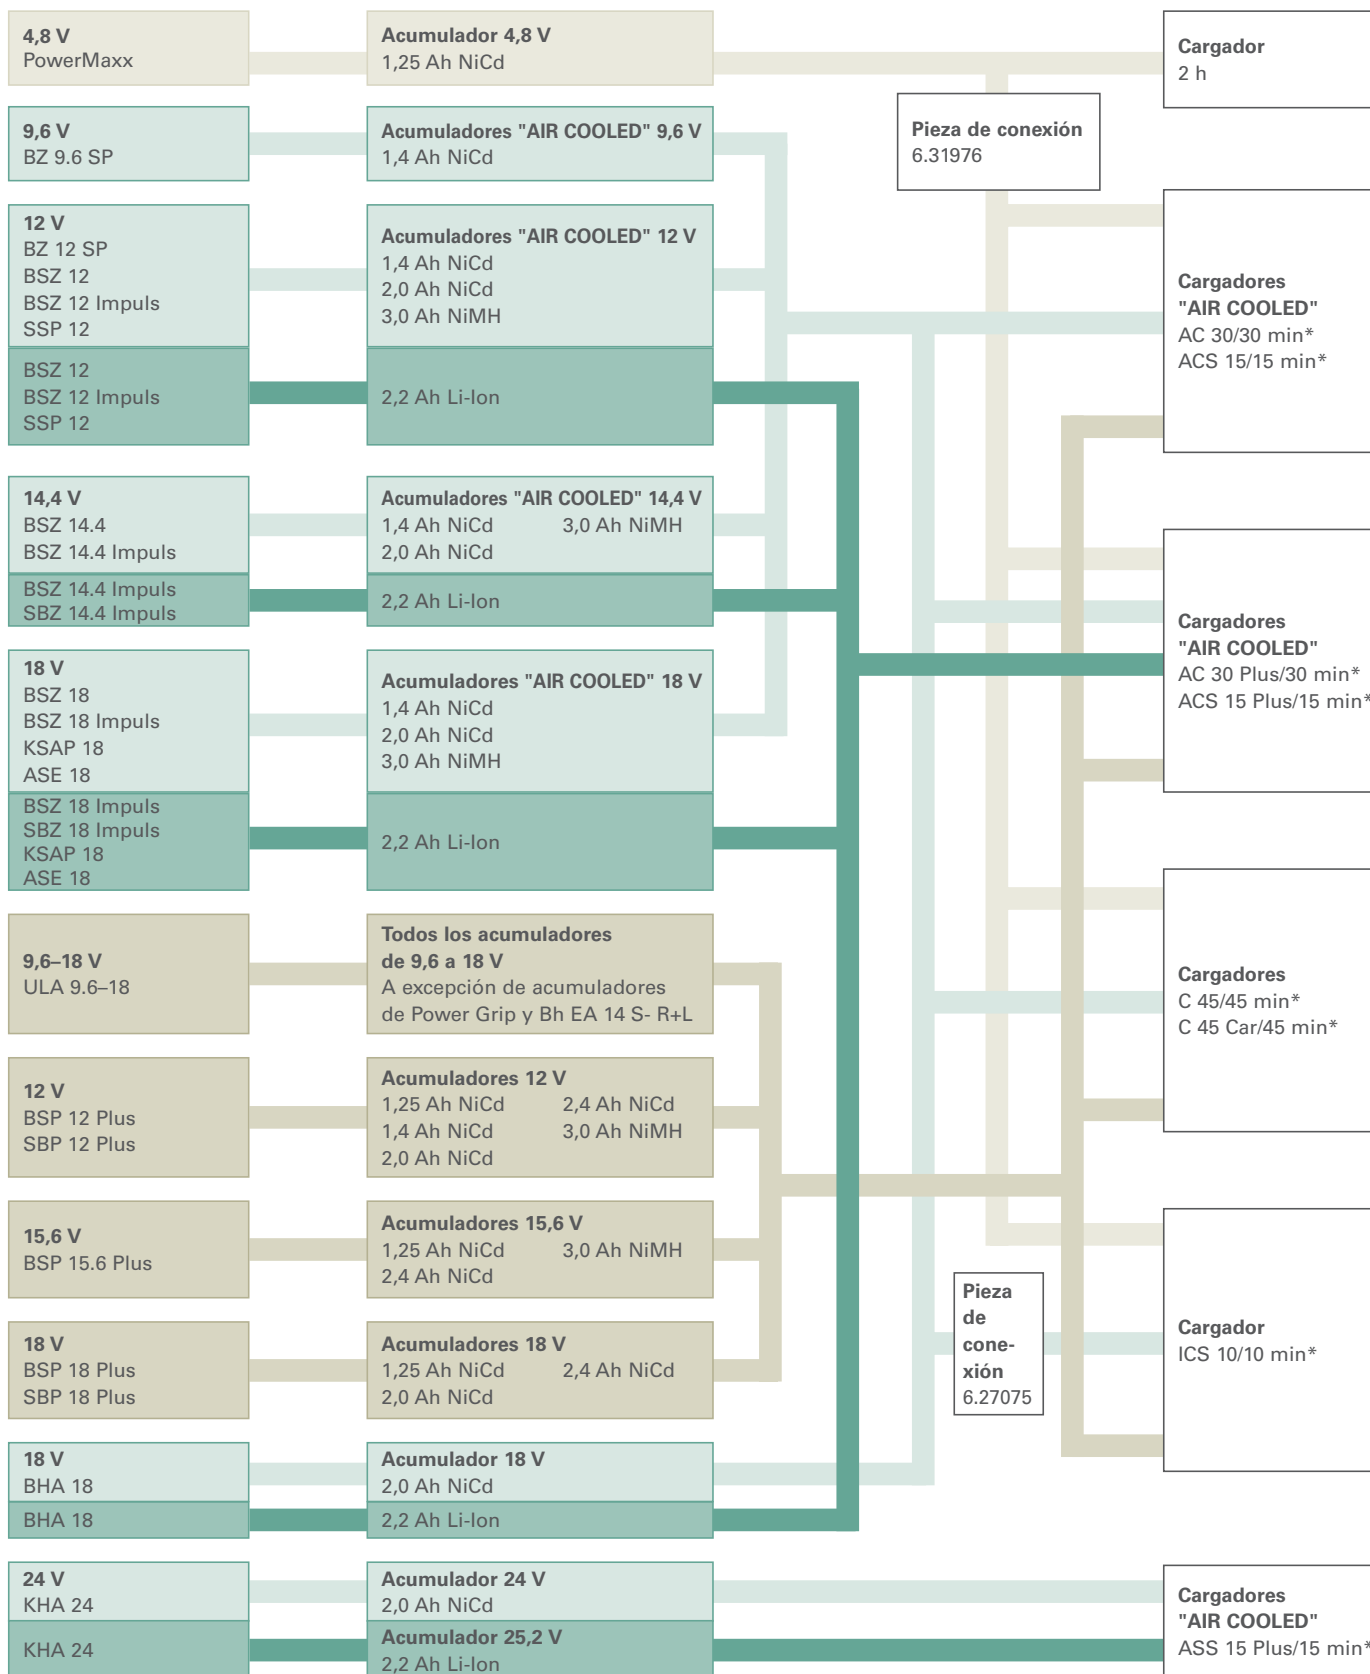 4,8 V
PowerMaxx
Acumulador 4,8 V
1,25 Ah NiCd
Cargador
2 h
Pieza de conexión
6.31976
9,6 V
BZ 9.6 SP
Acumuladores "AIR COOLED" 9,6 V
1,4 Ah NiCd
12 V
BZ 12 SP
BSZ 12
BSZ 12 Impuls
SSP 12
Acumuladores "AIR COOLED" 12 V
1,4 Ah NiCd
2,0 Ah NiCd
3,0 Ah NiMH
Cargadores
"AIR COOLED"
AC 30/30 min*
ACS 15/15 min*
BSZ 12
BSZ 12 Impuls
SSP 12
2,2 Ah Li-Ion
14,4 V
BSZ 14.4
BSZ 14.4 Impuls
Acumuladores "AIR COOLED" 14,4 V
1,4 Ah NiCd 3,0 Ah NiMH
2,0 Ah NiCd
BSZ 14.4 Impuls
SBZ 14.4 Impuls
2,2 Ah Li-Ion
Cargadores
"AIR COOLED"
AC 30 Plus/30 min*
ACS 15 Plus/15 min*
18 V
BSZ 18
BSZ 18 Impuls
KSAP 18
ASE 18
Acumuladores "AIR COOLED" 18 V
1,4 Ah NiCd
2,0 Ah NiCd
3,0 Ah NiMH
BSZ 18 Impuls
SBZ 18 Impuls
KSAP 18
ASE 18
2,2 Ah Li-Ion
9,6–18 V
ULA 9.6–18
Todos los acumuladores
de 9,6 a 18 V
A excepción de acumuladores
de Power Grip y Bh EA 14 S- R+L
Cargadores
C 45/45 min*
C 45 Car/45 min*
12 V
BSP 12 Plus
SBP 12 Plus
Acumuladores 12 V
1,25 Ah NiCd 2,4 Ah NiCd
1,4 Ah NiCd 3,0 Ah NiMH
2,0 Ah NiCd
15,6 V
BSP 15.6 Plus
Acumuladores 15,6 V
1,25 Ah NiCd 3,0 Ah NiMH
2,4 Ah NiCd
Pieza
de
cone-
xión
6.27075
Cargador
ICS 10/10 min*
18 V
BSP 18 Plus
SBP 18 Plus
Acumuladores 18 V
1,25 Ah NiCd 2,4 Ah NiCd
2,0 Ah NiCd
18 V
BHA 18
Acumulador 18 V
2,0 Ah NiCd
BHA 18
2,2 Ah Li-Ion
24 V
KHA 24
Acumulador 24 V
2,0 Ah NiCd
KHA 24
Acumulador 25,2 V
2,2 Ah Li-Ion
Cargadores
"AIR COOLED"
ASS 15 Plus/15 min*